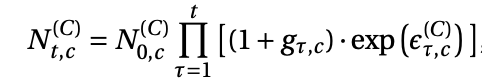 $N_{t,c}^{(C)} = N_{0,c}^{(C)} \prod_{\tau=1}^{t} \left[ (1 + g_{\tau,c}) \cdot \exp\left( \epsilon_{\tau,c}^{(C)} \right) \right],$